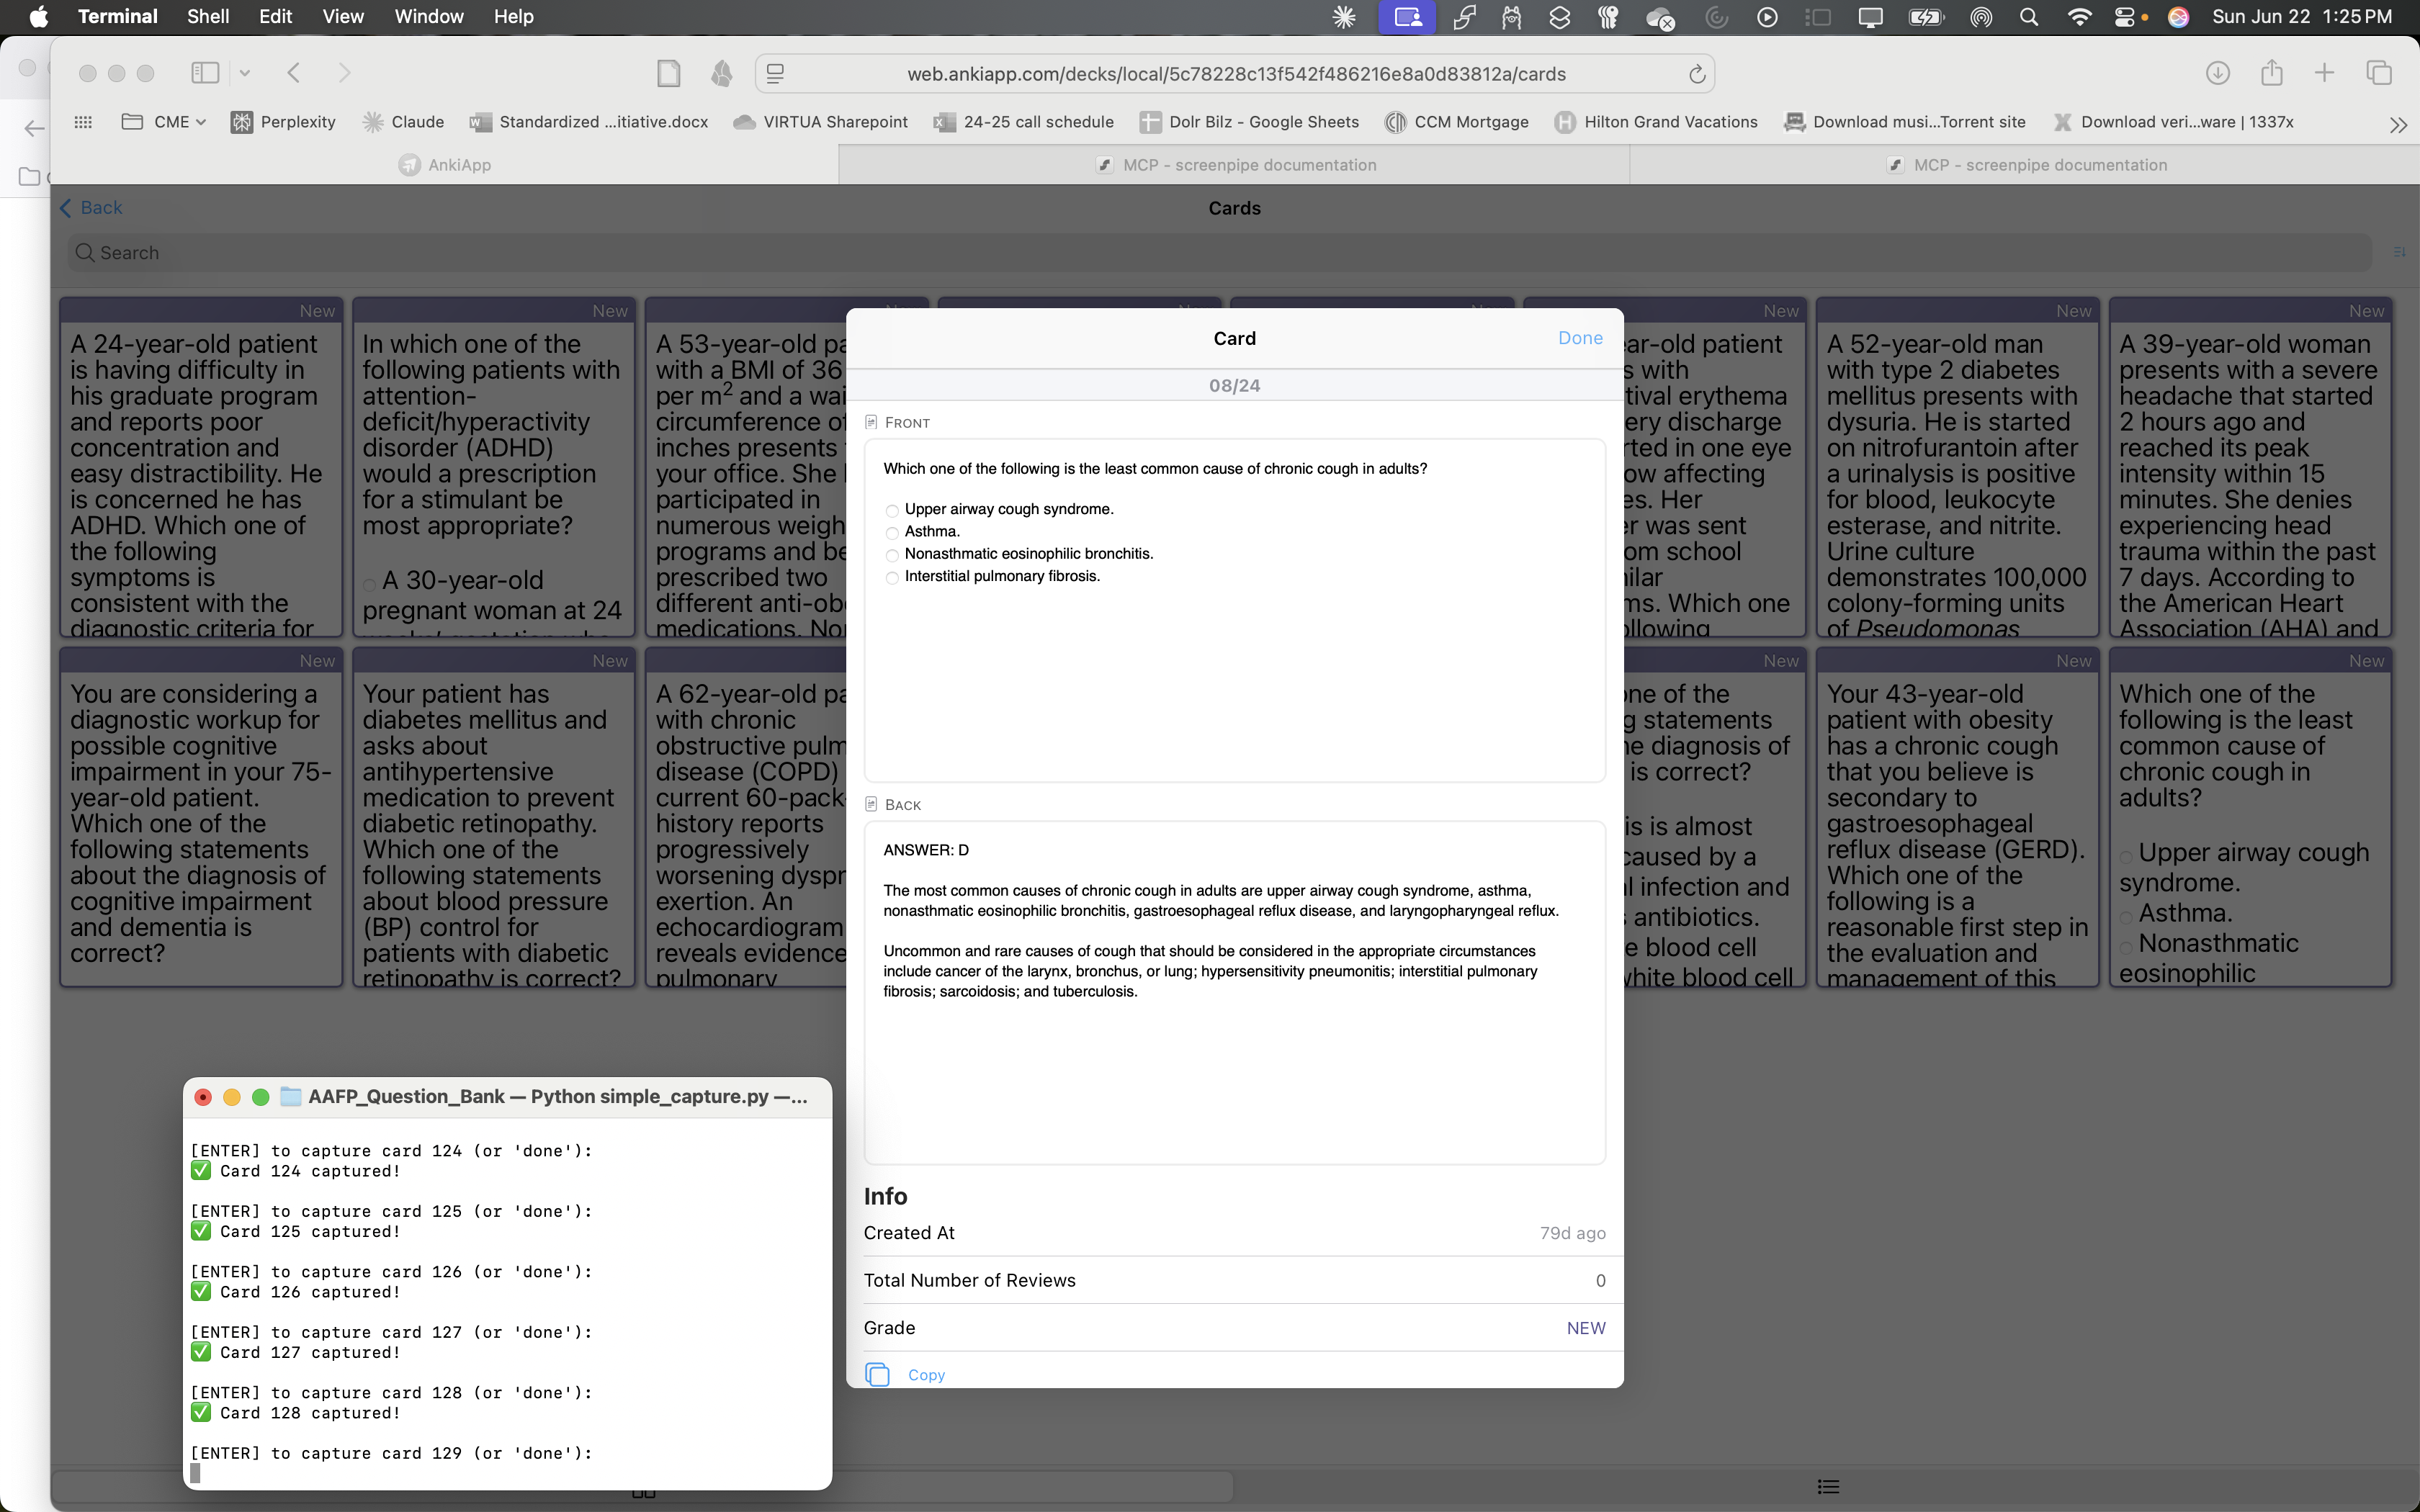 Terminal Shell Edit View Window Help Sun Jun 22 1:25 PM
web.ankiapp.com/decks/local/5c78228c13f542f486216e8a0d83812a/cards
CME Perplexity Claude Standardized ...itiative.docx VIRTUA Sharepoint 24-25 call schedule Dolr Bilz - Google Sheets CCM Mortgage Hilton Grand Vacations Download musi...Torrent site Download veri...ware | 1337x
AnkiApp MCP - screenpipe documentation MCP - screenpipe documentation
Back Cards
Search
New
A 24-year-old patient
is having difficulty in
his graduate program
and reports poor
concentration and
easy distractibility. He
is concerned he has
ADHD. Which one of
the following
symptoms is
consistent with the
diagnostic criteria for
New
In which one of the
following patients with
attention-
deficit/hyperactivity
disorder (ADHD)
would a prescription
for a stimulant be
most appropriate?
A 30-year-old
pregnant woman at 24
A 53-year-old pa
with a BMI of 36
per m2 and a wai
circumference of
inches presents
your office. She
participated in
numerous weigh
programs and be
prescribed two
different anti-ob
medications. No
New
ar-old patient
s with
tival erythema
ery discharge
rted in one eye
ow affecting
es. Her
r was sent
om school
nilar
ms. Which one
llowing
New
A 52-year-old man
with type 2 diabetes
mellitus presents with
dysuria. He is started
on nitrofurantoin after
a urinalysis is positive
for blood, leukocyte
esterase, and nitrite.
Urine culture
demonstrates 100,000
colony-forming units
of Pseudomonas
New
A 39-year-old woman
presents with a severe
headache that started
2 hours ago and
reached its peak
intensity within 15
minutes. She denies
experiencing head
trauma within the past
7 days. According to
the American Heart
Association (AHA) and
New
You are considering a
diagnostic workup for
possible cognitive
impairment in your 75-
year-old patient.
Which one of the
following statements
about the diagnosis of
cognitive impairment
and dementia is
correct?
New
Your patient has
diabetes mellitus and
asks about
antihypertensive
medication to prevent
diabetic retinopathy.
Which one of the
following statements
about blood pressure
(BP) control for
patients with diabetic
retinopathy is correct?
A 62-year-old pa
with chronic
obstructive pulm
disease (COPD)
current 60-pack-
history reports
progressively
worsening dyspr
exertion. An
echocardiogram
reveals evidence
pulmonary
New
one of the
g statements
he diagnosis of
is correct?
is is almost
caused by a
l infection and
antibiotics.
e blood cell
white blood cell
New
Your 43-year-old
patient with obesity
has a chronic cough
that you believe is
secondary to
gastroesophageal
reflux disease (GERD).
Which one of the
following is a
reasonable first step in
the evaluation and
management of this
New
Which one of the
following is the least
common cause of
chronic cough in
adults?
Upper airway cough
syndrome.
Asthma.
Nonasthmatic
eosinophilic
Card Done
08/24
FRONT
Which one of the following is the least common cause of chronic cough in adults?
Upper airway cough syndrome.
Asthma.
Nonasthmatic eosinophilic bronchitis.
Interstitial pulmonary fibrosis.
BACK
ANSWER: D
The most common causes of chronic cough in adults are upper airway cough syndrome, asthma,
nonasthmatic eosinophilic bronchitis, gastroesophageal reflux disease, and laryngopharyngeal reflux.
Uncommon and rare causes of cough that should be considered in the appropriate circumstances
include cancer of the larynx, bronchus, or lung; hypersensitivity pneumonitis; interstitial pulmonary
fibrosis; sarcoidosis; and tuberculosis.
Info
Created At 79d ago
Total Number of Reviews 0
Grade NEW
Copy
AAFP_Question_Bank — Python simple_capture.py —...
[ENTER] to capture card 124 (or 'done'):
✅ Card 124 captured!
[ENTER] to capture card 125 (or 'done'):
✅ Card 125 captured!
[ENTER] to capture card 126 (or 'done'):
✅ Card 126 captured!
[ENTER] to capture card 127 (or 'done'):
✅ Card 127 captured!
[ENTER] to capture card 128 (or 'done'):
✅ Card 128 captured!
[ENTER] to capture card 129 (or 'done'):